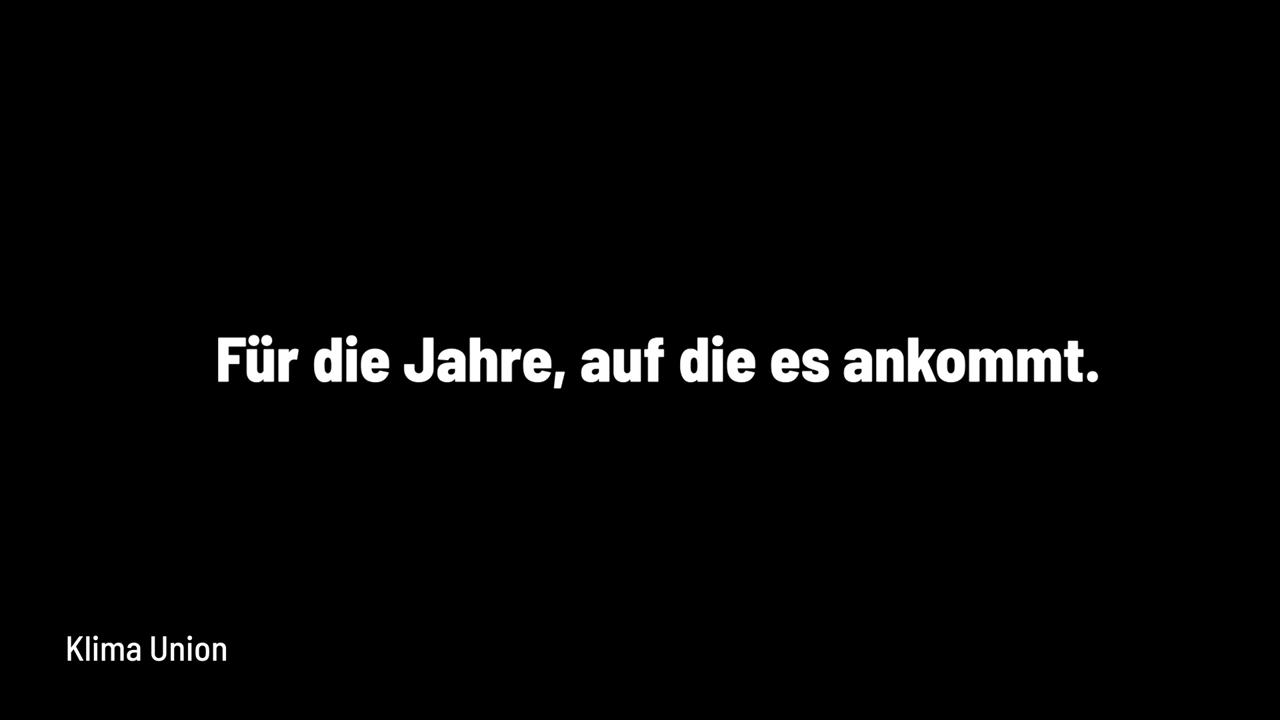 Für die Jahre, auf die es ankommt.
Klima Union